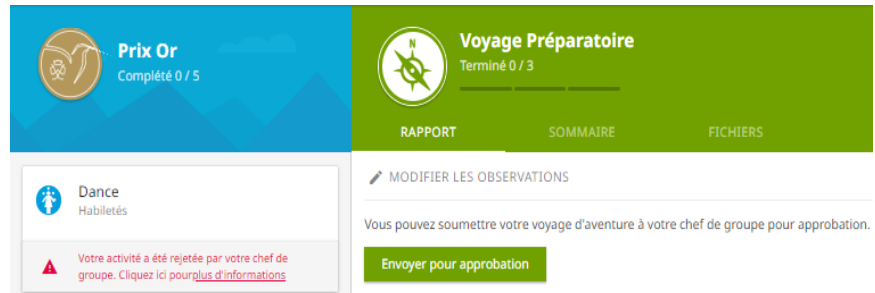 Prix Or
Complété 0 / 5
Dance
Habiletés
Votre activité a été rejetée par votre chef de
groupe. Cliquez ici pourplus d'informations
N
Voyage Préparatoire
Terminé 0 / 3
RAPPORT SOMMAIRE FICHIERS
MODIFIER LES OBSERVATIONS
Vous pouvez soumettre votre voyage d'aventure à votre chef de groupe pour approbation.
Envoyer pour approbation